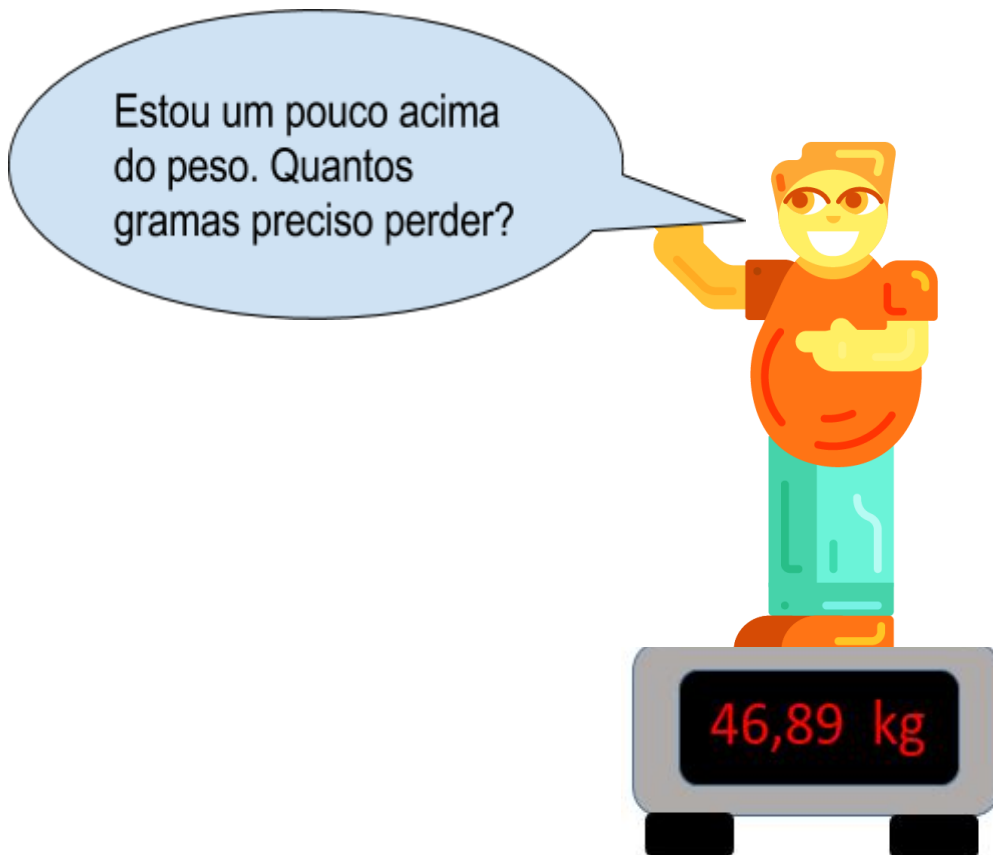 Estou um pouco acima
do peso. Quantos
gramas preciso perder?
46,89 kg